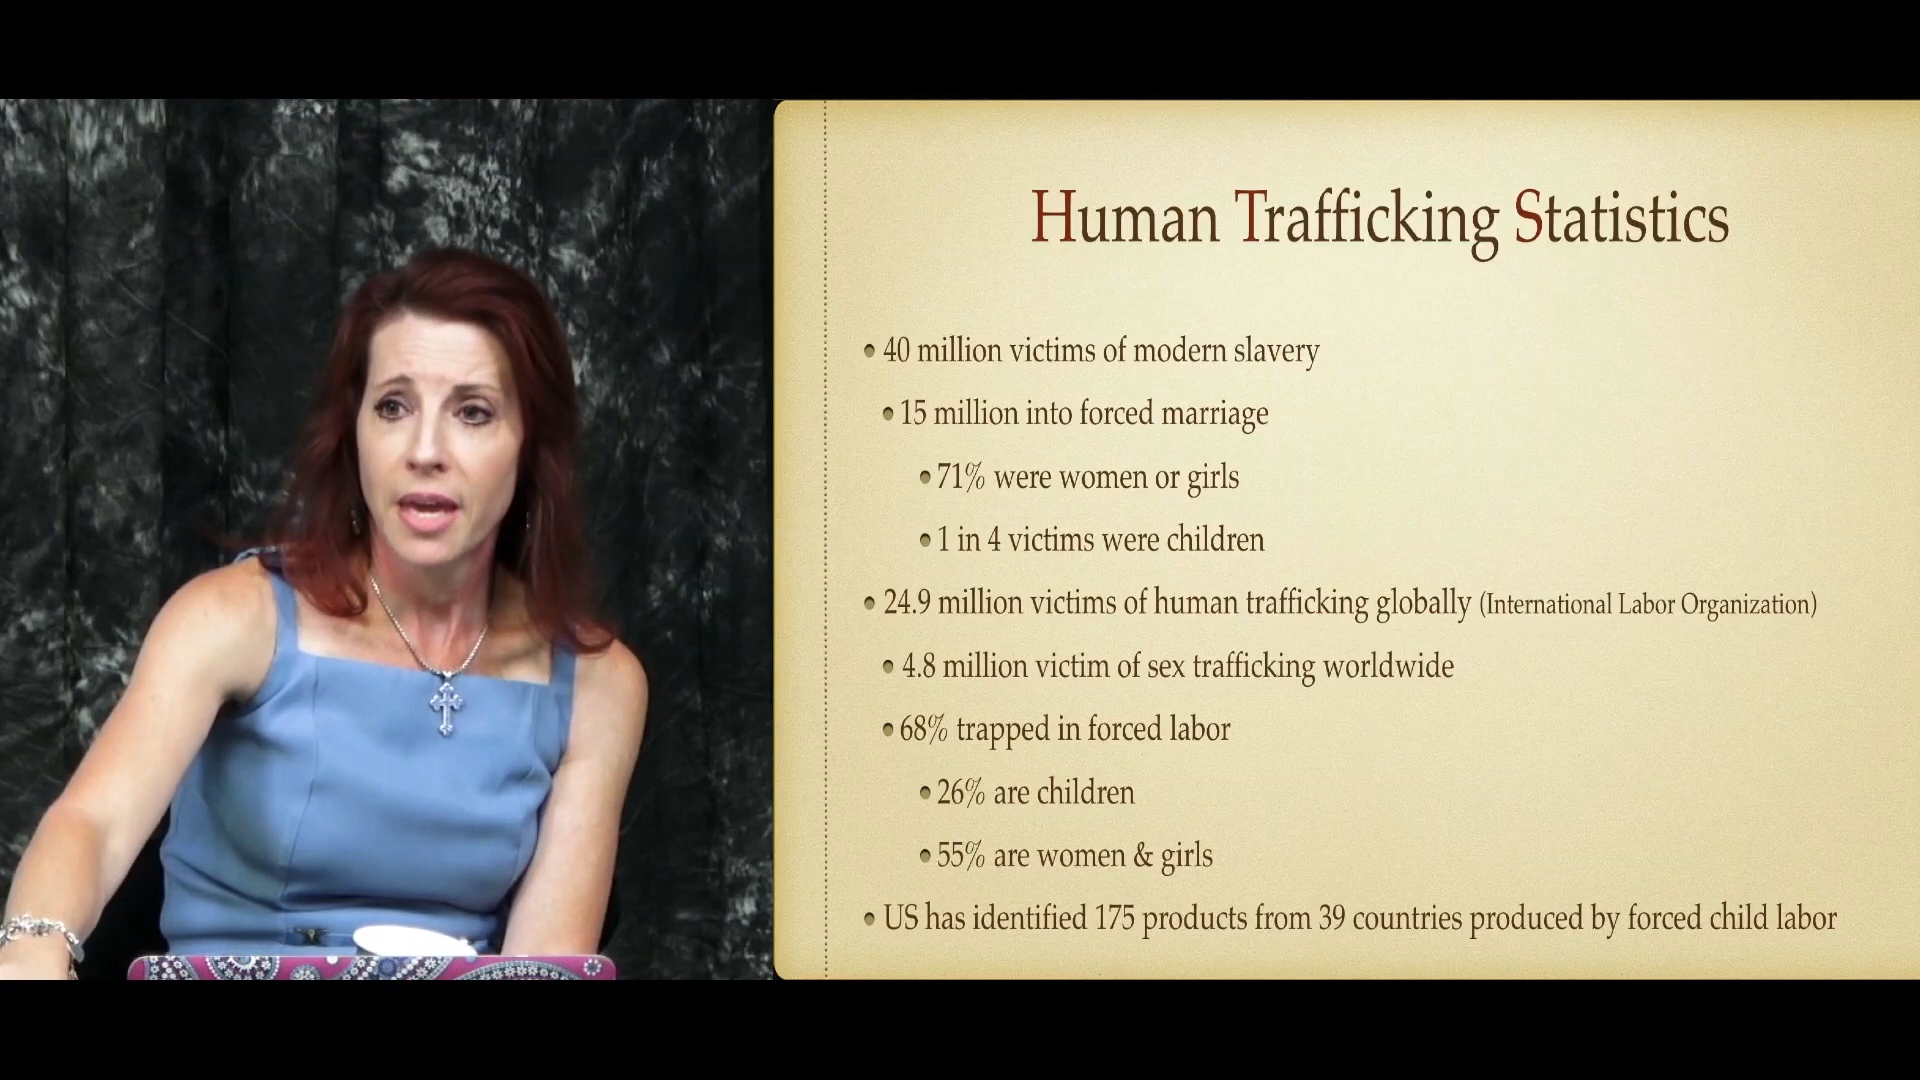 Human Trafficking Statistics
• 40 million victims of modern slavery
• 15 million into forced marriage
• 71% were women or girls
• 1 in 4 victims were children
• 24.9 million victims of human trafficking globally (International Labor Organization)
• 4.8 million victim of sex trafficking worldwide
• 68% trapped in forced labor
• 26% are children
• 55% are women & girls
• US has identified 175 products from 39 countries produced by forced child labor